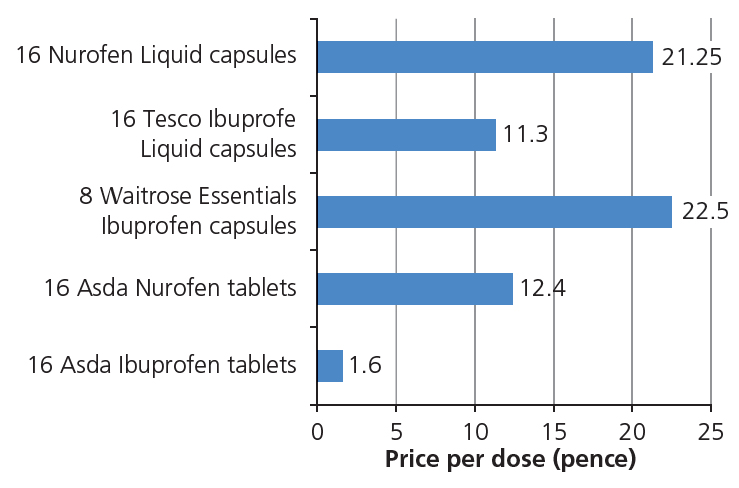 16 Nurofen Liquid capsules
21.25
16 Tesco Ibuprofe
Liquid capsules
11.3
8 Waitrose Essentials
Ibuprofen capsules
22.5
16 Asda Nurofen tablets
12.4
16 Asda Ibuprofen tablets
1.6
0 5 10 15 20 25
Price per dose (pence)